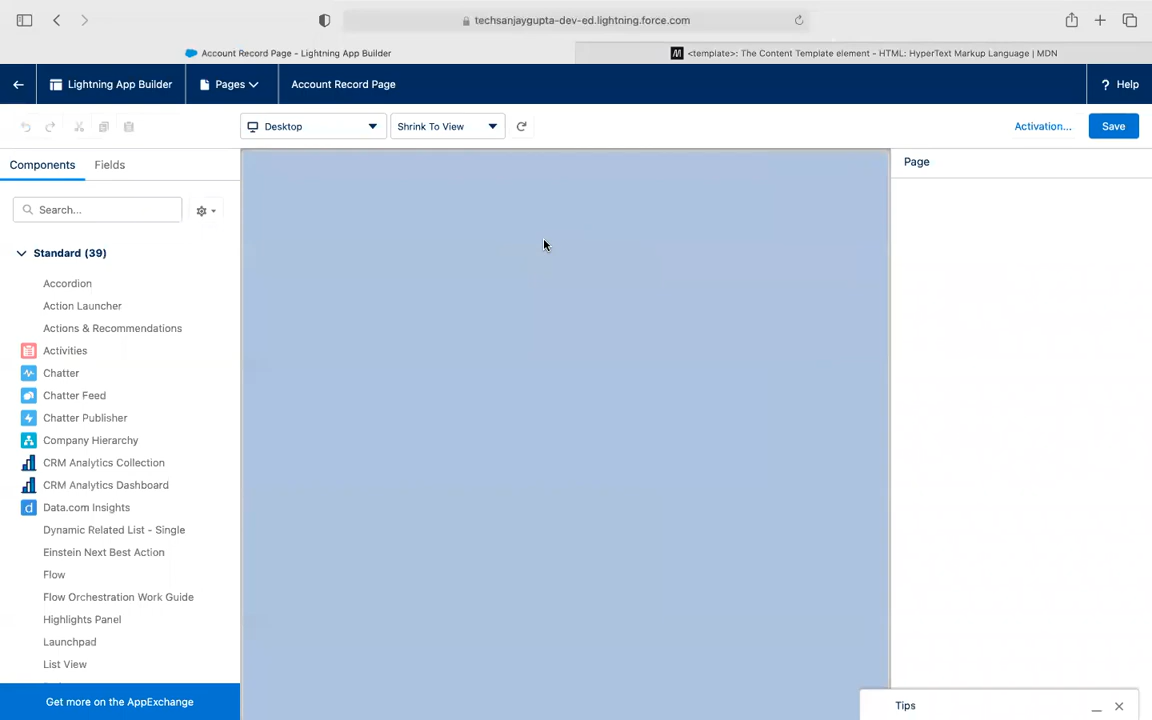 techsanjaygupta-dev-ed.lightning.force.com
Account Record Page - Lightning App Builder
<template>: The Content Template element - HTML: HyperText Markup Language | MDN
Lightning App Builder
Pages
Account Record Page
? Help
Desktop
Shrink To View
Activation...
Save
Components
Fields
Page
Search...
Standard (39)
Accordion
Action Launcher
Actions & Recommendations
Activities
Chatter
Chatter Feed
Chatter Publisher
Company Hierarchy
CRM Analytics Collection
CRM Analytics Dashboard
Data.com Insights
Dynamic Related List - Single
Einstein Next Best Action
Flow
Flow Orchestration Work Guide
Highlights Panel
Launchpad
List View
Get more on the AppExchange
Tips